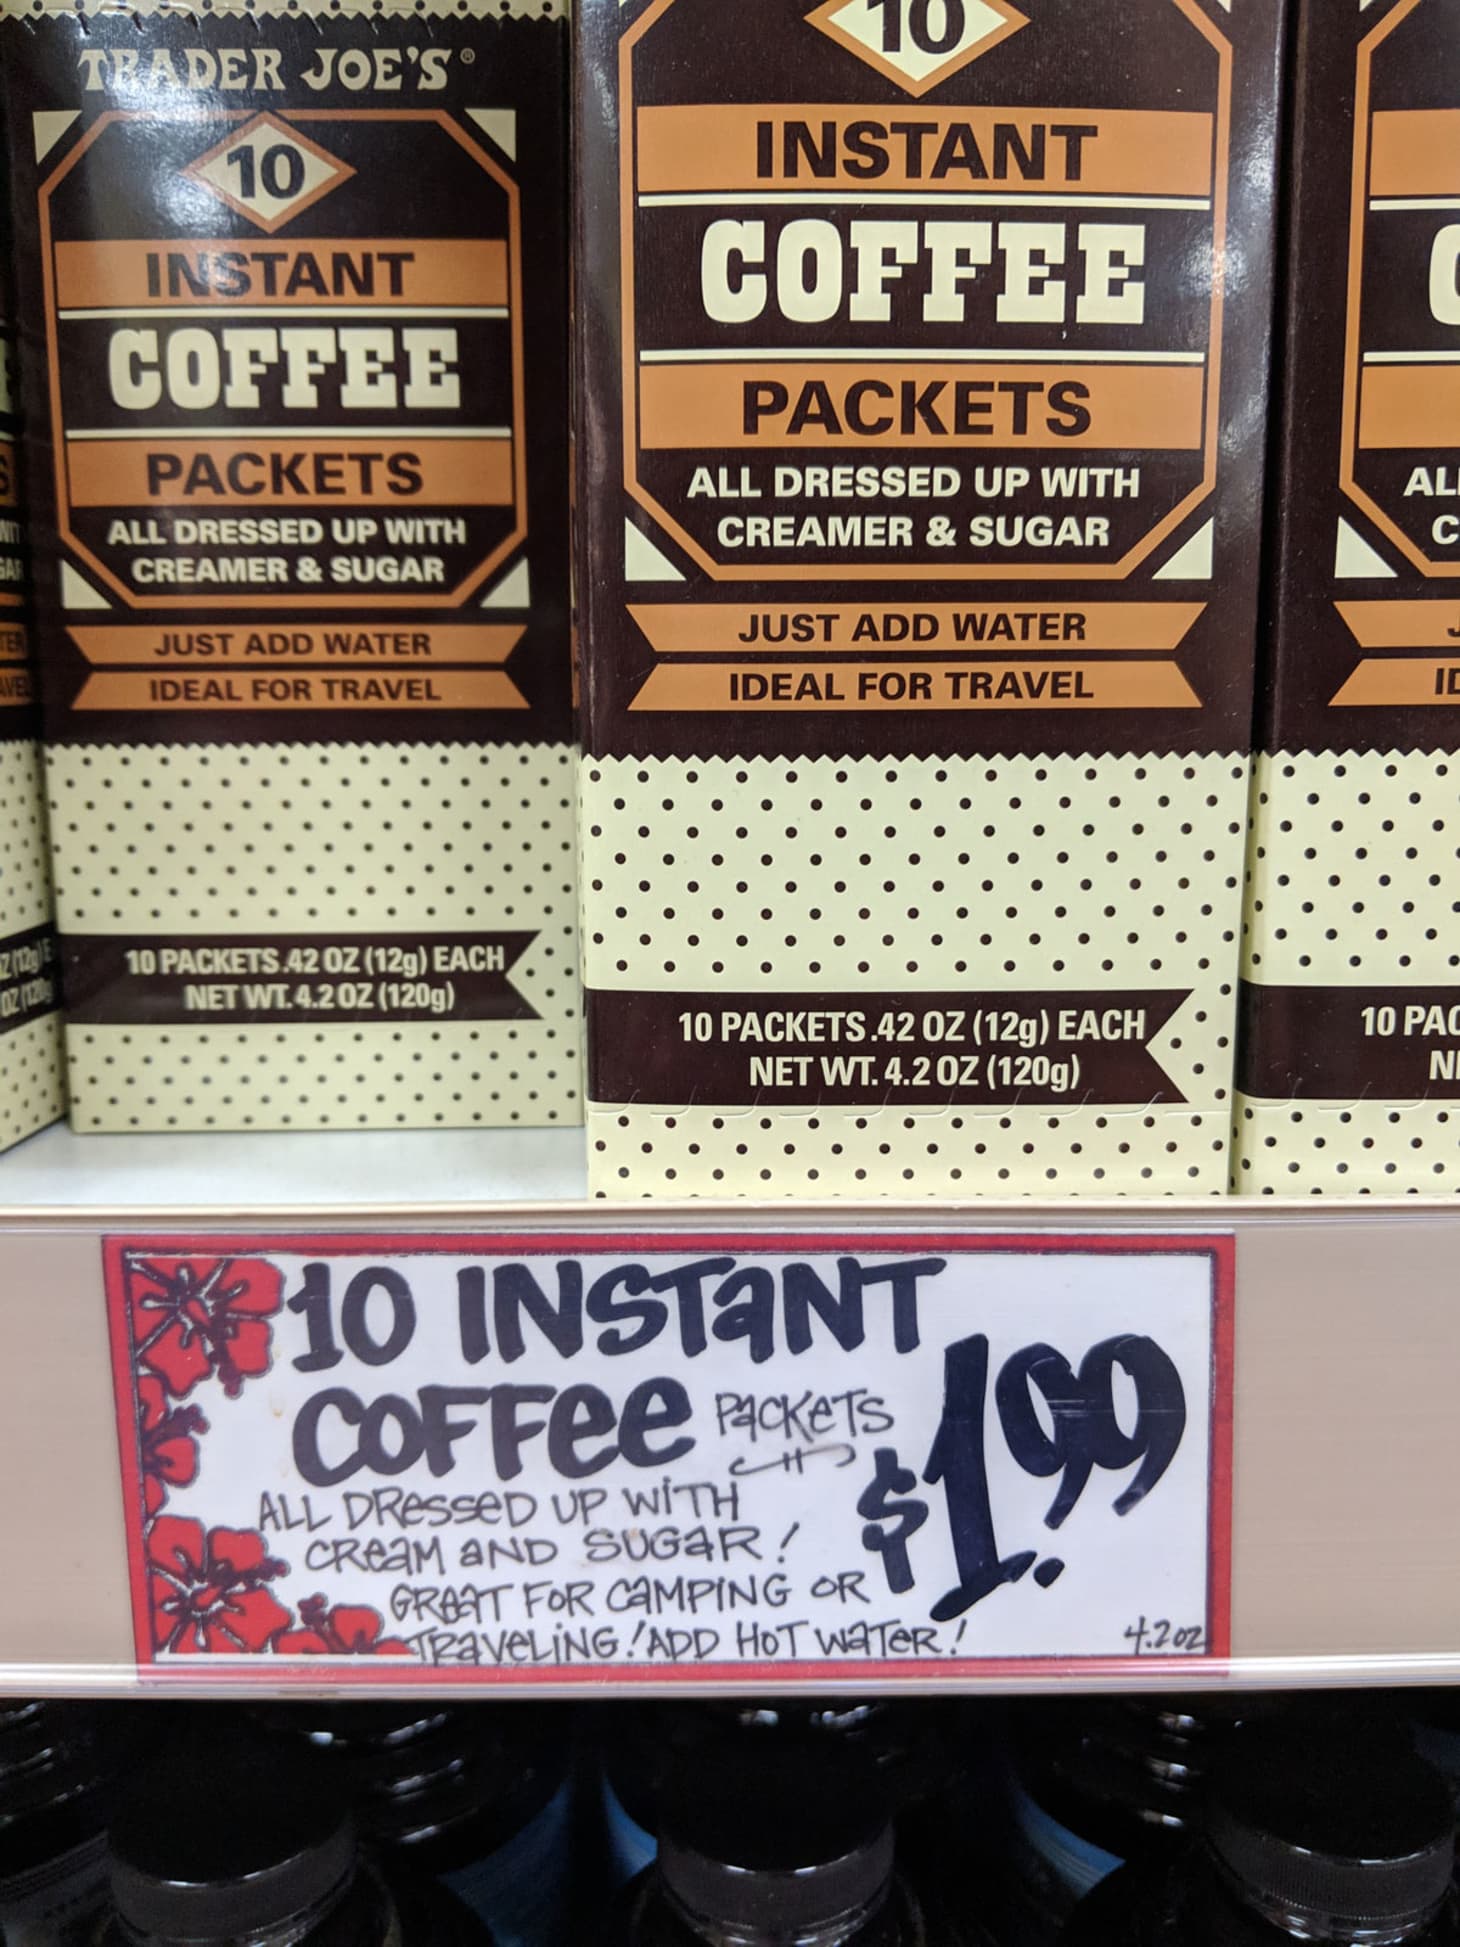 TRADER JOE'S®
10
INSTANT
COFFEE
PACKETS
ALL DRESSED UP WITH
CREAMER & SUGAR
JUST ADD WATER
IDEAL FOR TRAVEL
10 PACKETS .42 OZ (12g) EACH
NET WT. 4.2 OZ (120g)
10
INSTANT
COFFEE
PACKETS
ALL DRESSED UP WITH
CREAMER & SUGAR
JUST ADD WATER
IDEAL FOR TRAVEL
10 PACKETS .42 OZ (12g) EACH
NET WT. 4.2 OZ (120g)
10
10 INSTANT
COFFEE PACKETS
$1.99
ALL DRESSED UP WITH
CREAM AND SUGAR!
GREAT FOR CAMPING OR
TRAVELING! ADD HOT WATER!
4.2 oz